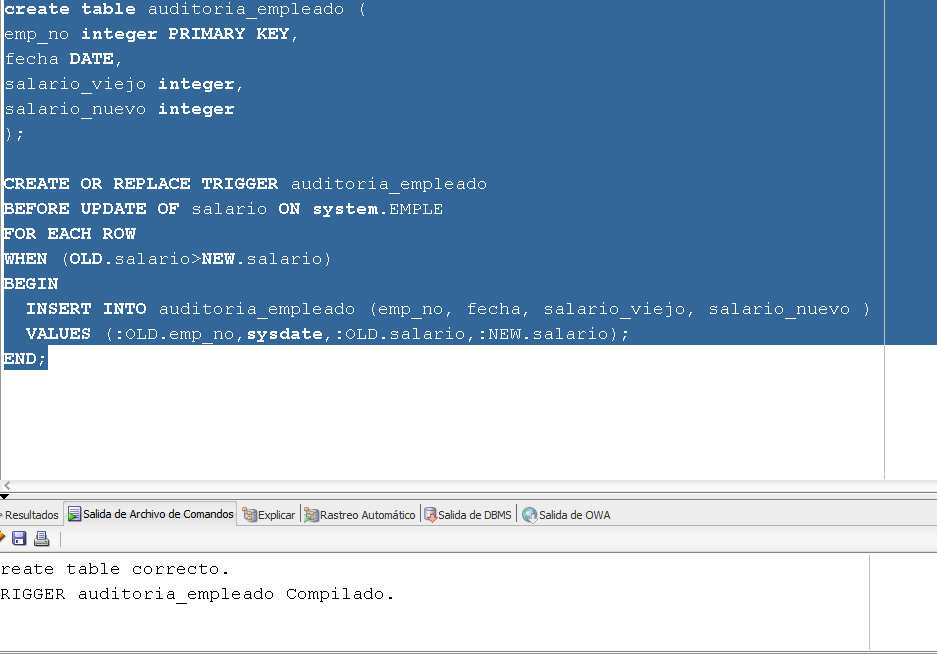 create table auditoria_empleado (
emp_no integer PRIMARY KEY,
fecha DATE,
salario_viejo integer,
salario_nuevo integer
);
CREATE OR REPLACE TRIGGER auditoria_empleado
BEFORE UPDATE OF salario ON system.EMPLE
FOR EACH ROW
WHEN (OLD.salario>NEW.salario)
BEGIN
INSERT INTO auditoria_empleado (emp_no, fecha, salario_viejo, salario_nuevo )
VALUES (:OLD.emp_no,sysdate,:OLD.salario,:NEW.salario);
END;
Resultados Salida de Archivo de Comandos Explicar Rastreo Automático Salida de DBMS Salida de OWA
reate table correcto.
RIGGER auditoria_empleado Compilado.